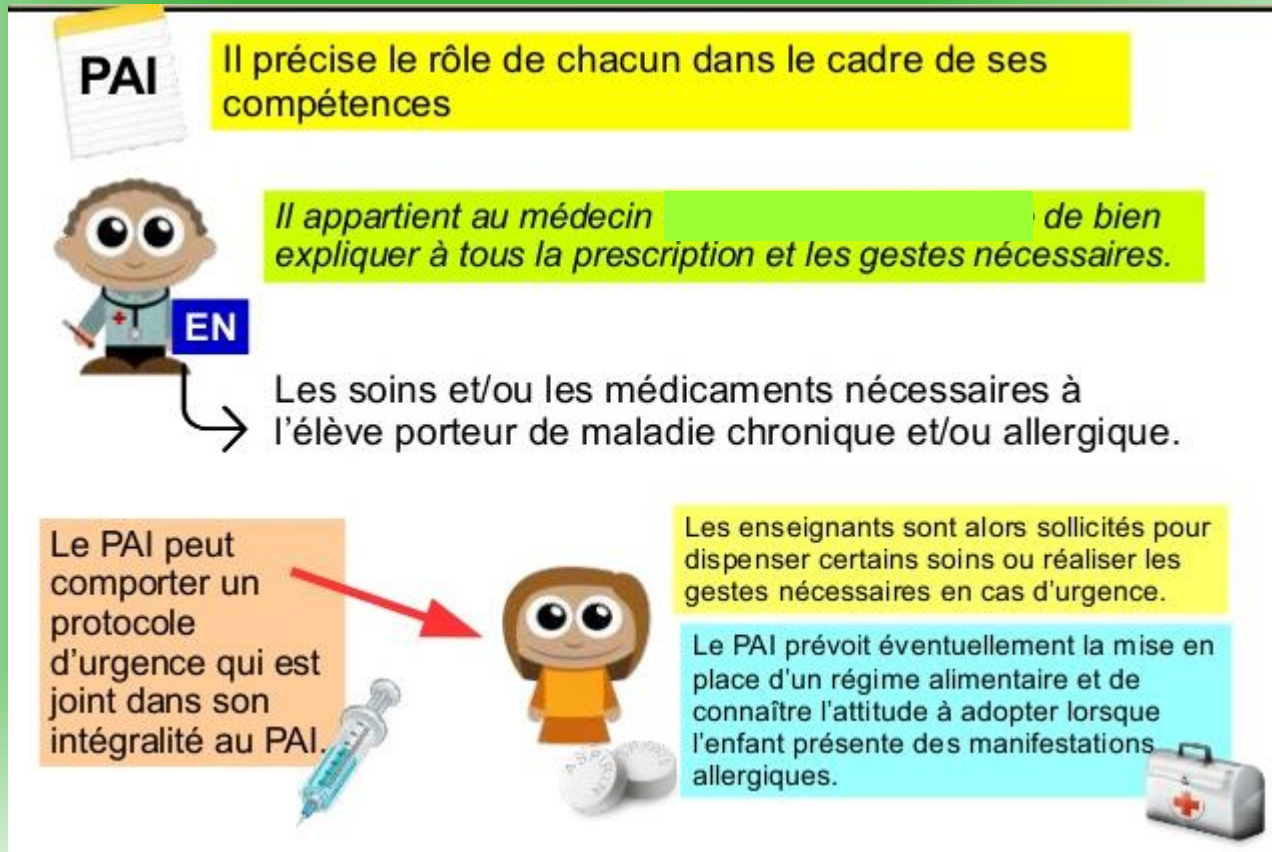 PAI
Il précise le rôle de chacun dans le cadre de ses
compétences
Il appartient au médecin de bien
expliquer à tous la prescription et les gestes nécessaires.
EN
Les soins et/ou les médicaments nécessaires à
l'élève porteur de maladie chronique et/ou allergique.
Le PAI peut
comporter un
protocole
d'urgence qui est
joint dans son
intégralité au PAI.
Les enseignants sont alors sollicités pour
dispenser certains soins ou réaliser les
gestes nécessaires en cas d'urgence.
Le PAI prévoit éventuellement la mise en
place d'un régime alimentaire et de
connaître l'attitude à adopter lorsque
l'enfant présente des manifestations
allergiques.